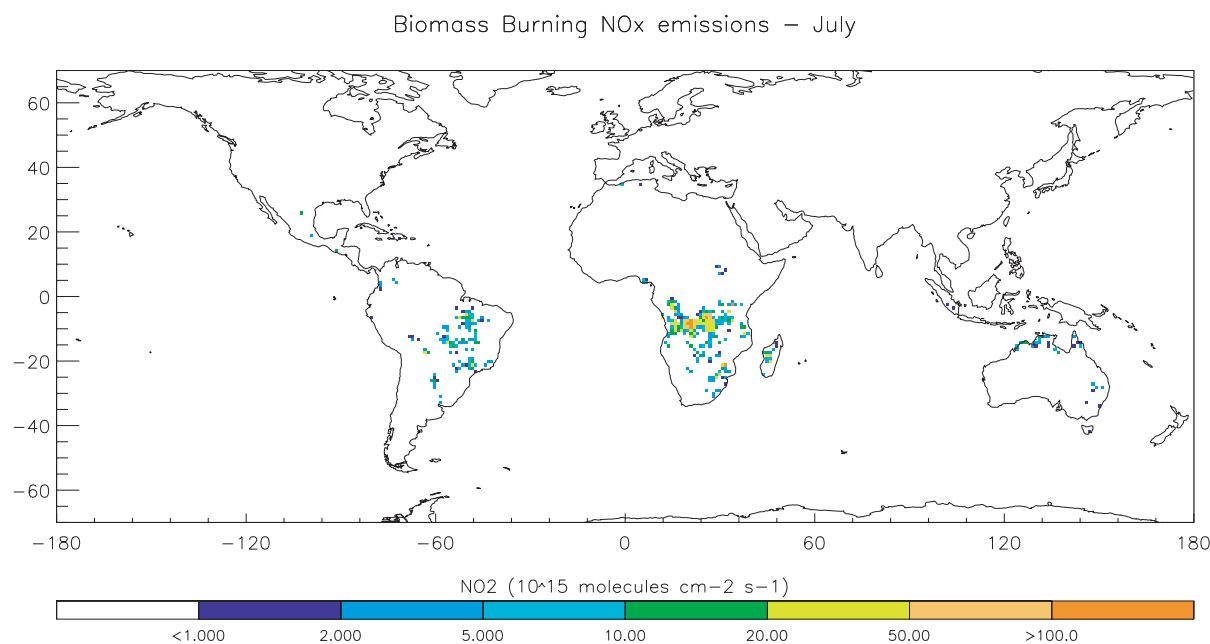 Biomass Burning NOx emissions - July
60
40
20
0
-20
-40
-60
-180 -120 -60 0 60 120 180
NO2 (10^15 molecules cm-2 s-1)
<1.000 2.000 5.000 10.00 20.00 50.00 >100.0